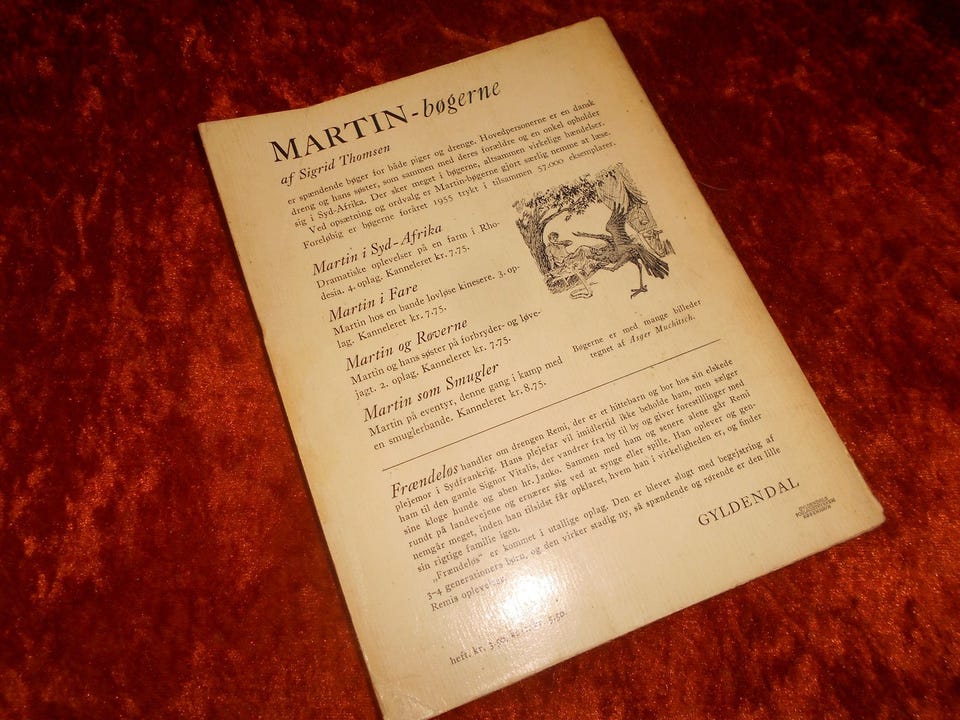 MARTIN-bøgerne
af Sigrid Thomsen
er spændende bøger for både piger og drenge. Hovedpersonerne er en dansk
dreng og hans søster, som sammen med deres forældre og en onkel opholder
sig i Syd-Afrika. Der sker meget i bøgerne, altsammen virkelige hændelser.
Ved opsætning og ordvalg er Martin-bøgerne gjort særlig nemme at læse.
Foreløbig er bøgerne foråret 1955 trykt i tilsammen 57.000 eksemplarer.
Martin i Syd-Afrika
Dramatiske oplevelser på en farm i Rho-
desia. 4. oplag. Kanneleret kr. 7.75.
Martin i Fare
Martin hos en bande lovløse kinesere. 3. op-
lag. Kanneleret kr. 7.75.
Martin og Røverne
Martin og hans søster på forbryder- og løve-
jagt. 2. oplag. Kanneleret kr. 7.75.
Martin som Smugler
Martin på eventyr, denne gang i kamp med
en smuglerbande. Kanneleret kr. 8.75.
Bøgerne er med mange billeder
tegnet af Asger Muchitsch.
Frændeløs handler om drengen Remi, der er et hittebarn og bor hos sin elskede
plejemor i Sydfrankrig. Hans plejefar vil imidlertid ikke beholde ham, men sælger
ham til den gamle Signor Vitalis, der vandrer fra by til by og giver forestillinger med
sine kloge hunde og aben hr. Janko. Sammen med ham og senere alene går Remi
rundt på landevejene og ernærer sig ved at synge eller spille. Han oplever og gen-
nemgår meget, inden han tilsidst får opklaret, hvem han i virkeligheden er, og finder
sin rigtige familie igen.
„Frændeløs“ er kommet i utallige oplag. Den er blevet slugt med begejstring af
3-4 generationers børn, og den virker stadig ny, så spændende og rørende er den lille
Remis oplevelser.
GYLDENDAL
heft. kr. 3.50, kr. 5.50.